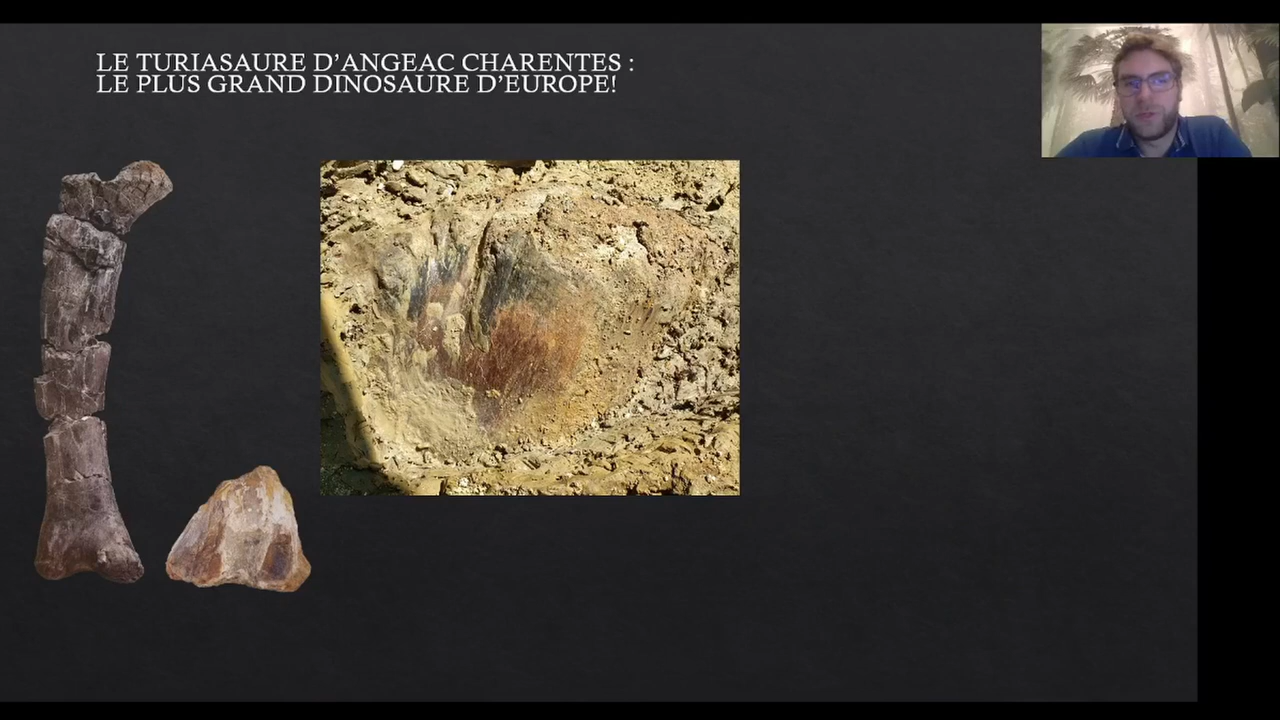 LE TURIASAURE D'ANGEAC CHARENTES :
LE PLUS GRAND DINOSAURE D'EUROPE!